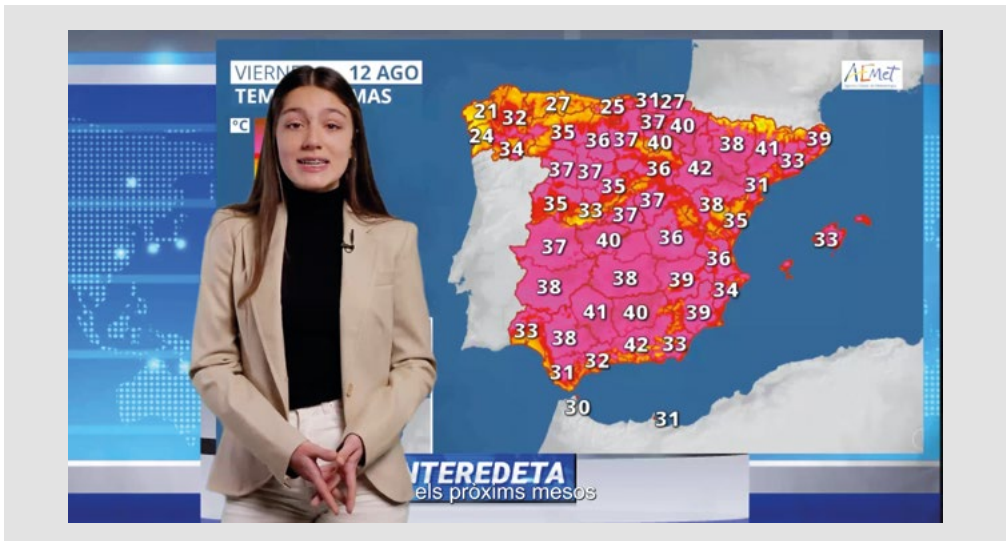 VIERNE 12 AGO
TEM MAS
AEmet
°C
21 32 27 25 31 27
24 34 35 36 37 37 40 40 38 41 33 39
37 37 36 42 31
35 33 35 37 37 38 35
37 40 36 36 33
38 38 39 34
41 40 39
33 38 42 33
31 32
30 31
NTEREDETA
els pròxims mesos